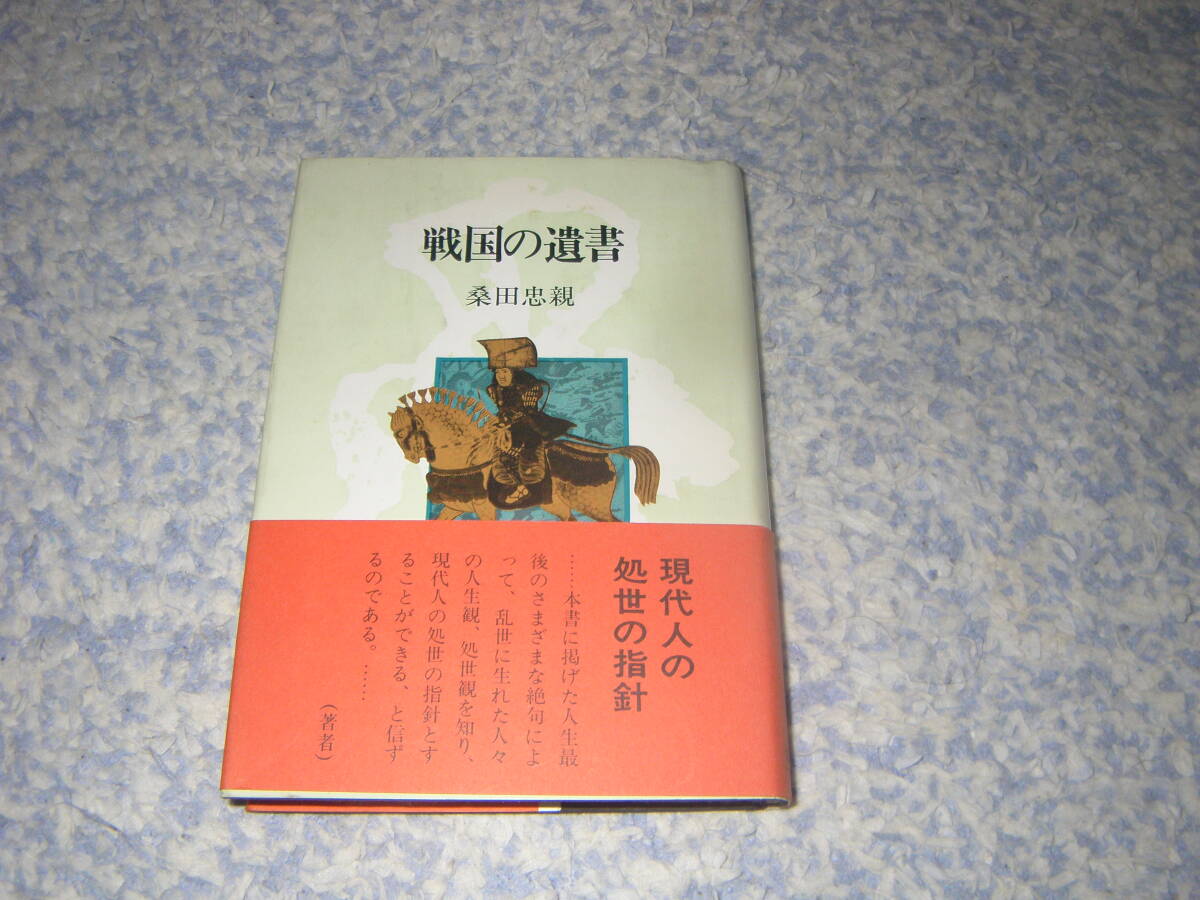 戦国の遺書
桑田忠親
現代人の
処世の指針
……本書に掲げた人生最
後のさまざまな絶句によ
って、乱世に生れた人々
の人生観、処世観を知り、
現代人の処世の指針とす
ることができる、と信ず
るのである。……
（著者）